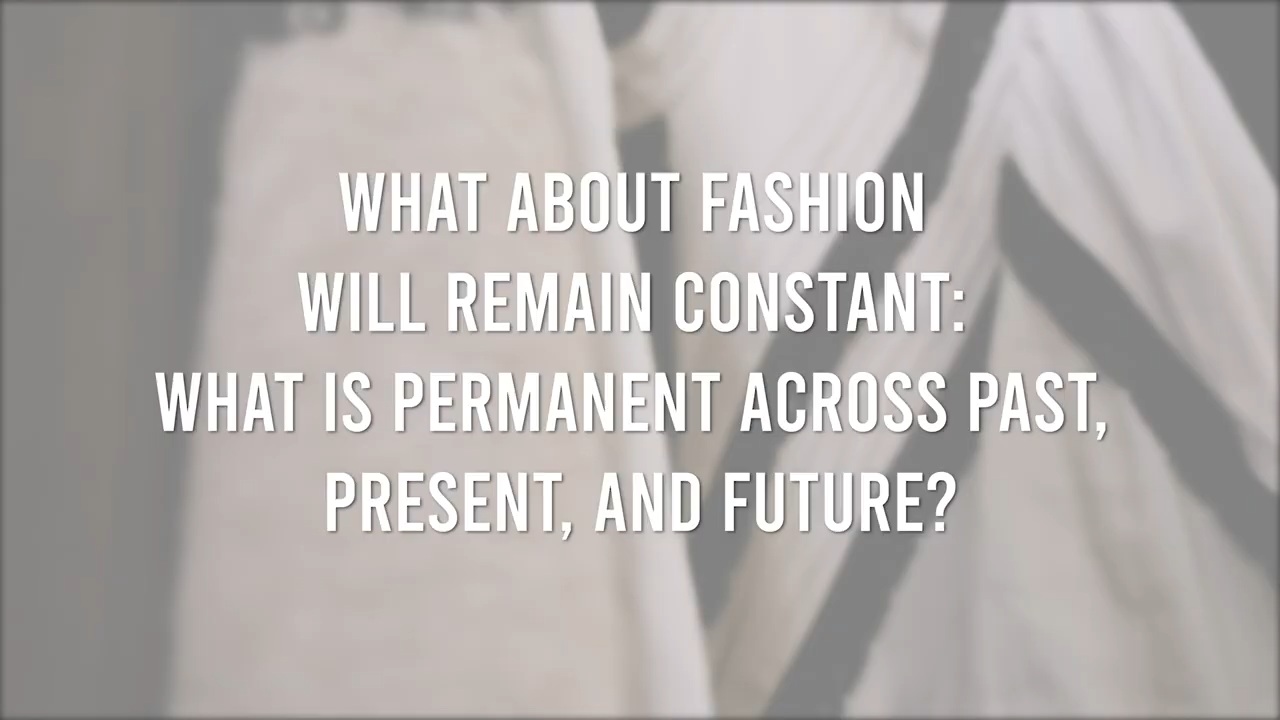 WHAT ABOUT FASHION
WILL REMAIN CONSTANT:
WHAT IS PERMANENT ACROSS PAST,
PRESENT, AND FUTURE?